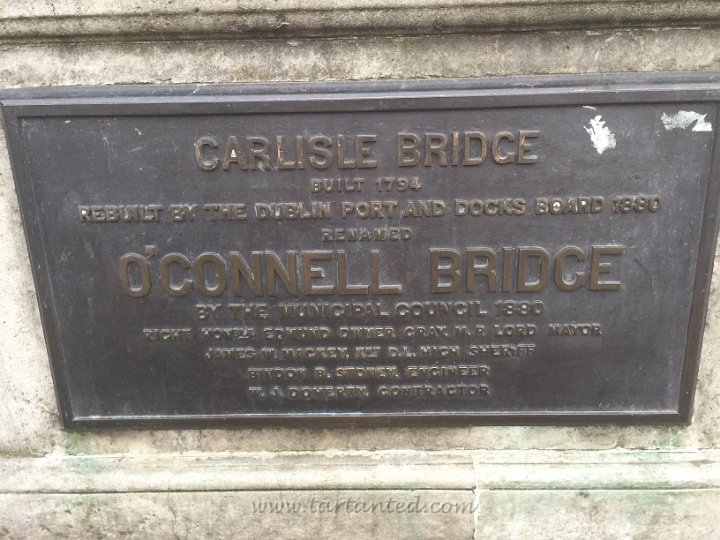 CARLISLE BRIDGE
BUILT 1794
REBUILT BY THE DUBLIN PORT AND DOCKS BOARD 1880
RENAMED
O'CONNELL BRIDGE
BY THE MUNICIPAL COUNCIL 1880
RIGHT HONBLE EDMUND DWYER GRAY. M.P. LORD MAYOR
JAMES W. MACKEY. KNT D.L. HIGH SHERIFF
BINDON B. STONEY. ENGINEER
W. J. DOHERTY. CONTRACTOR
www.tartanted.com